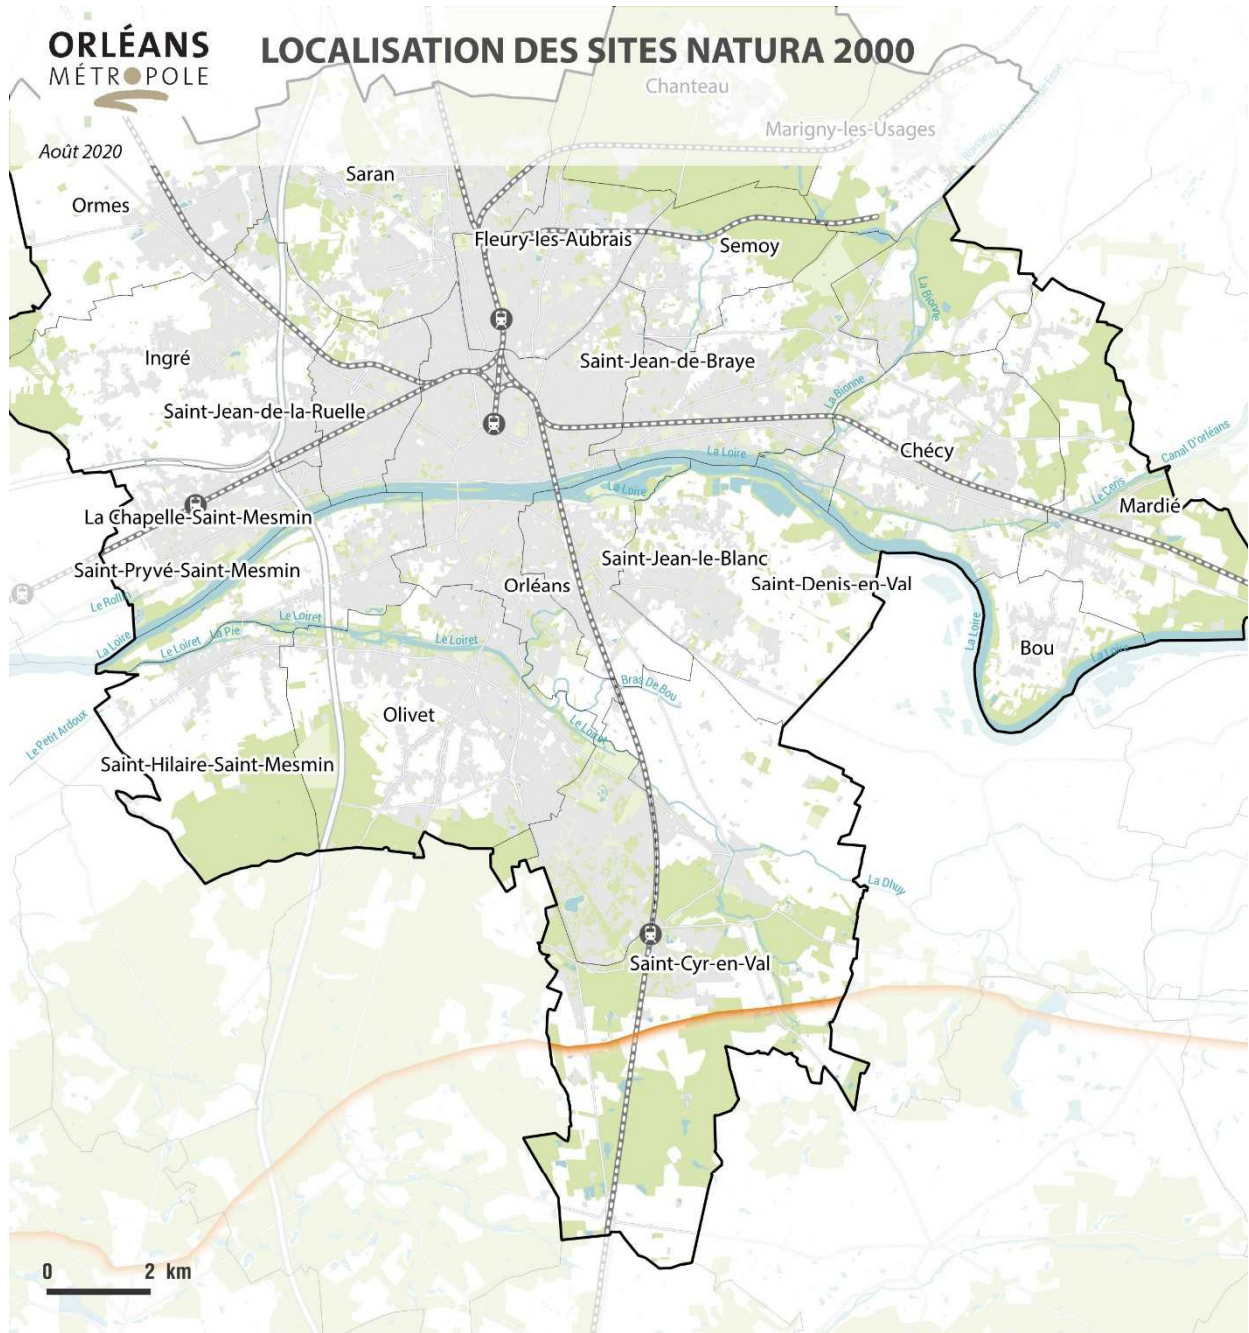 ORLÉANS
MÉTROPOLE
LOCALISATION DES SITES NATURA 2000
Chanteau
Marigny-les-Usages
Août 2020
Saran
Ormes
Fleury-les-Aubrais
Semoy
La Bionne
Ingré
Saint-Jean-de-Braye
Saint-Jean-de-la-Ruelle
La Bionne
Chécy
Canal D'orléans
La Loire
La Loire
Le Cens
Mardié
La Chapelle-Saint-Mesmin
Saint-Pryvé-Saint-Mesmin
Saint-Jean-le-Blanc
Orléans
Saint-Denis-en-Val
Le Rollin
La Loire
Le Loiret
La Pie
Le Loiret
Le Loiret
La Loire
Bou
La Loire
Bras De Bou
Olivet
Le Loiret
Le Petit Ardoux
Saint-Hilaire-Saint-Mesmin
La Dhuy
Saint-Cyr-en-Val
0 2 km